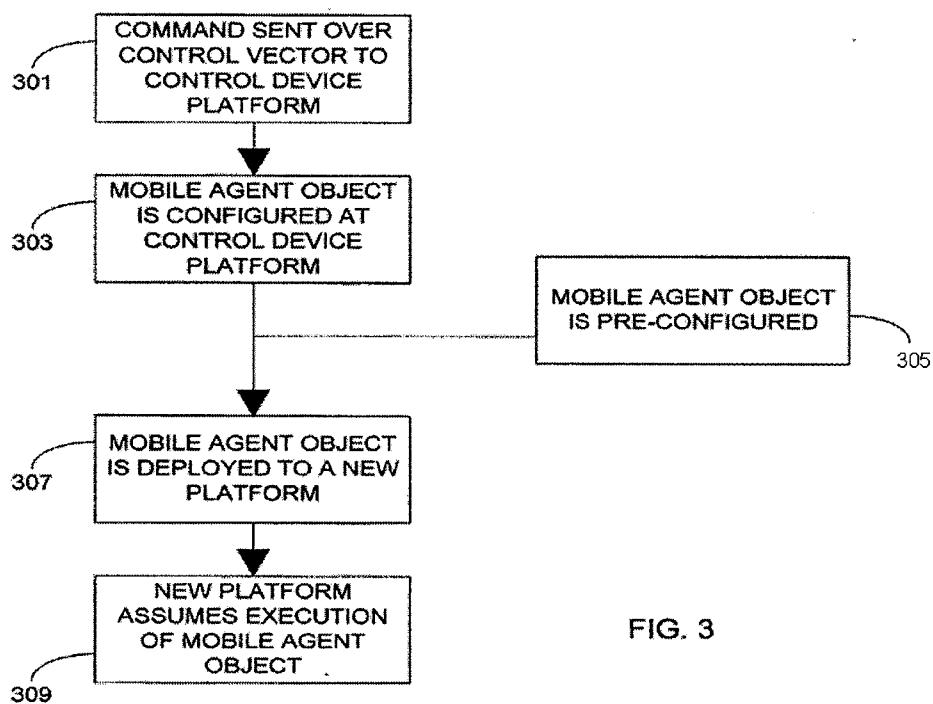 COMMAND SENT OVER
CONTROL VECTOR TO
CONTROL DEVICE
PLATFORM
301
MOBILE AGENT OBJECT
IS CONFIGURED AT
CONTROL DEVICE
PLATFORM
303
MOBILE AGENT OBJECT
IS PRE-CONFIGURED
305
MOBILE AGENT OBJECT
IS DEPLOYED TO A NEW
PLATFORM
307
NEW PLATFORM
ASSUMES EXECUTION
OF MOBILE AGENT
OBJECT
309
FIG. 3